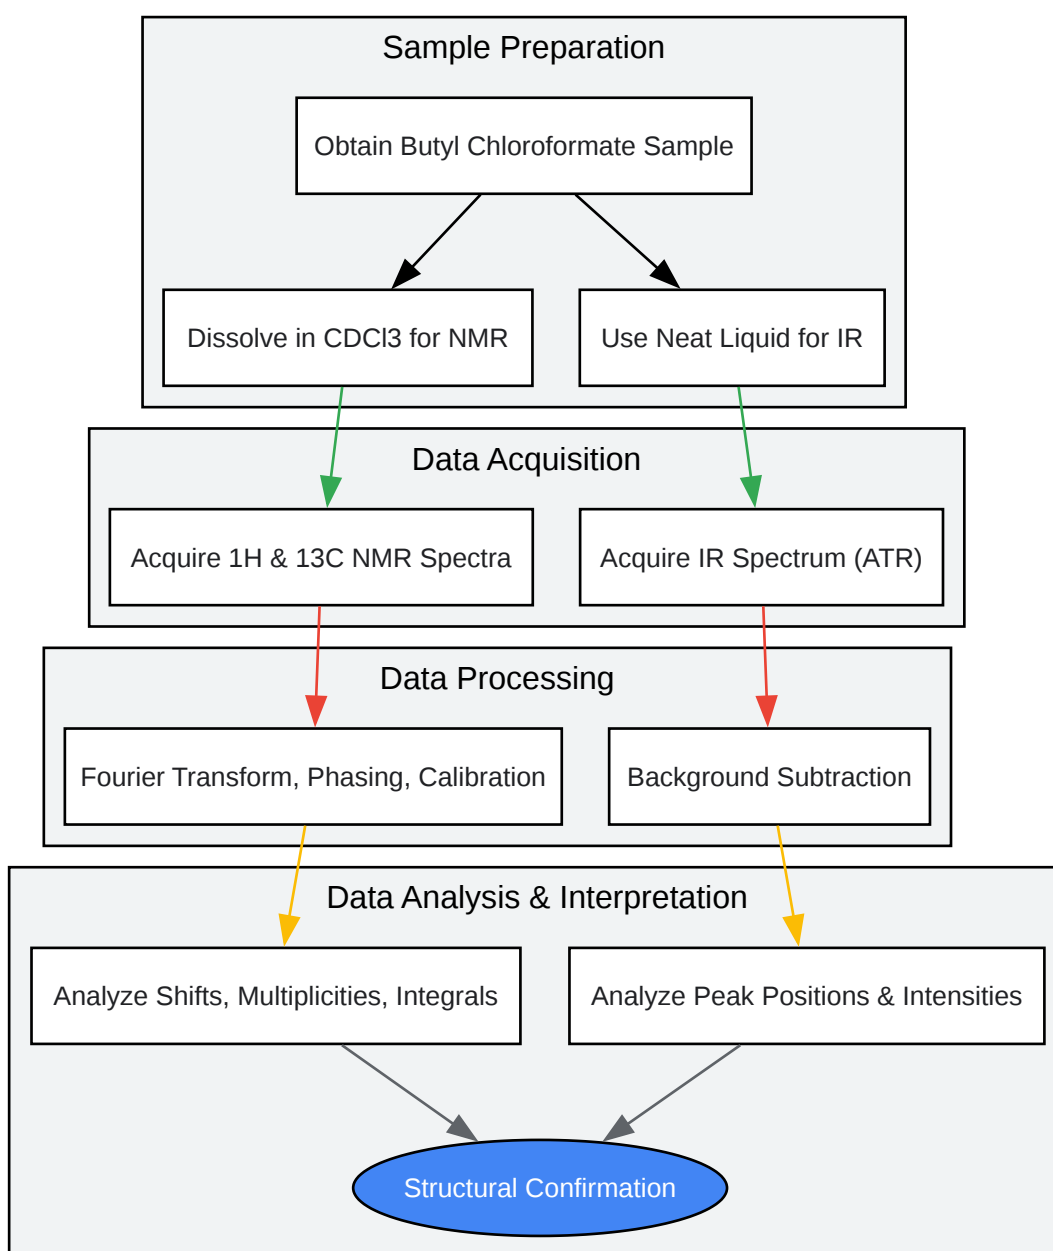 Sample Preparation
Obtain Butyl Chloroformate Sample
Dissolve in CDCl3 for NMR
Use Neat Liquid for IR
Data Acquisition
Acquire 1H & 13C NMR Spectra
Acquire IR Spectrum (ATR)
Data Processing
Fourier Transform, Phasing, Calibration
Background Subtraction
Data Analysis & Interpretation
Analyze Shifts, Multiplicities, Integrals
Analyze Peak Positions & Intensities
Structural Confirmation